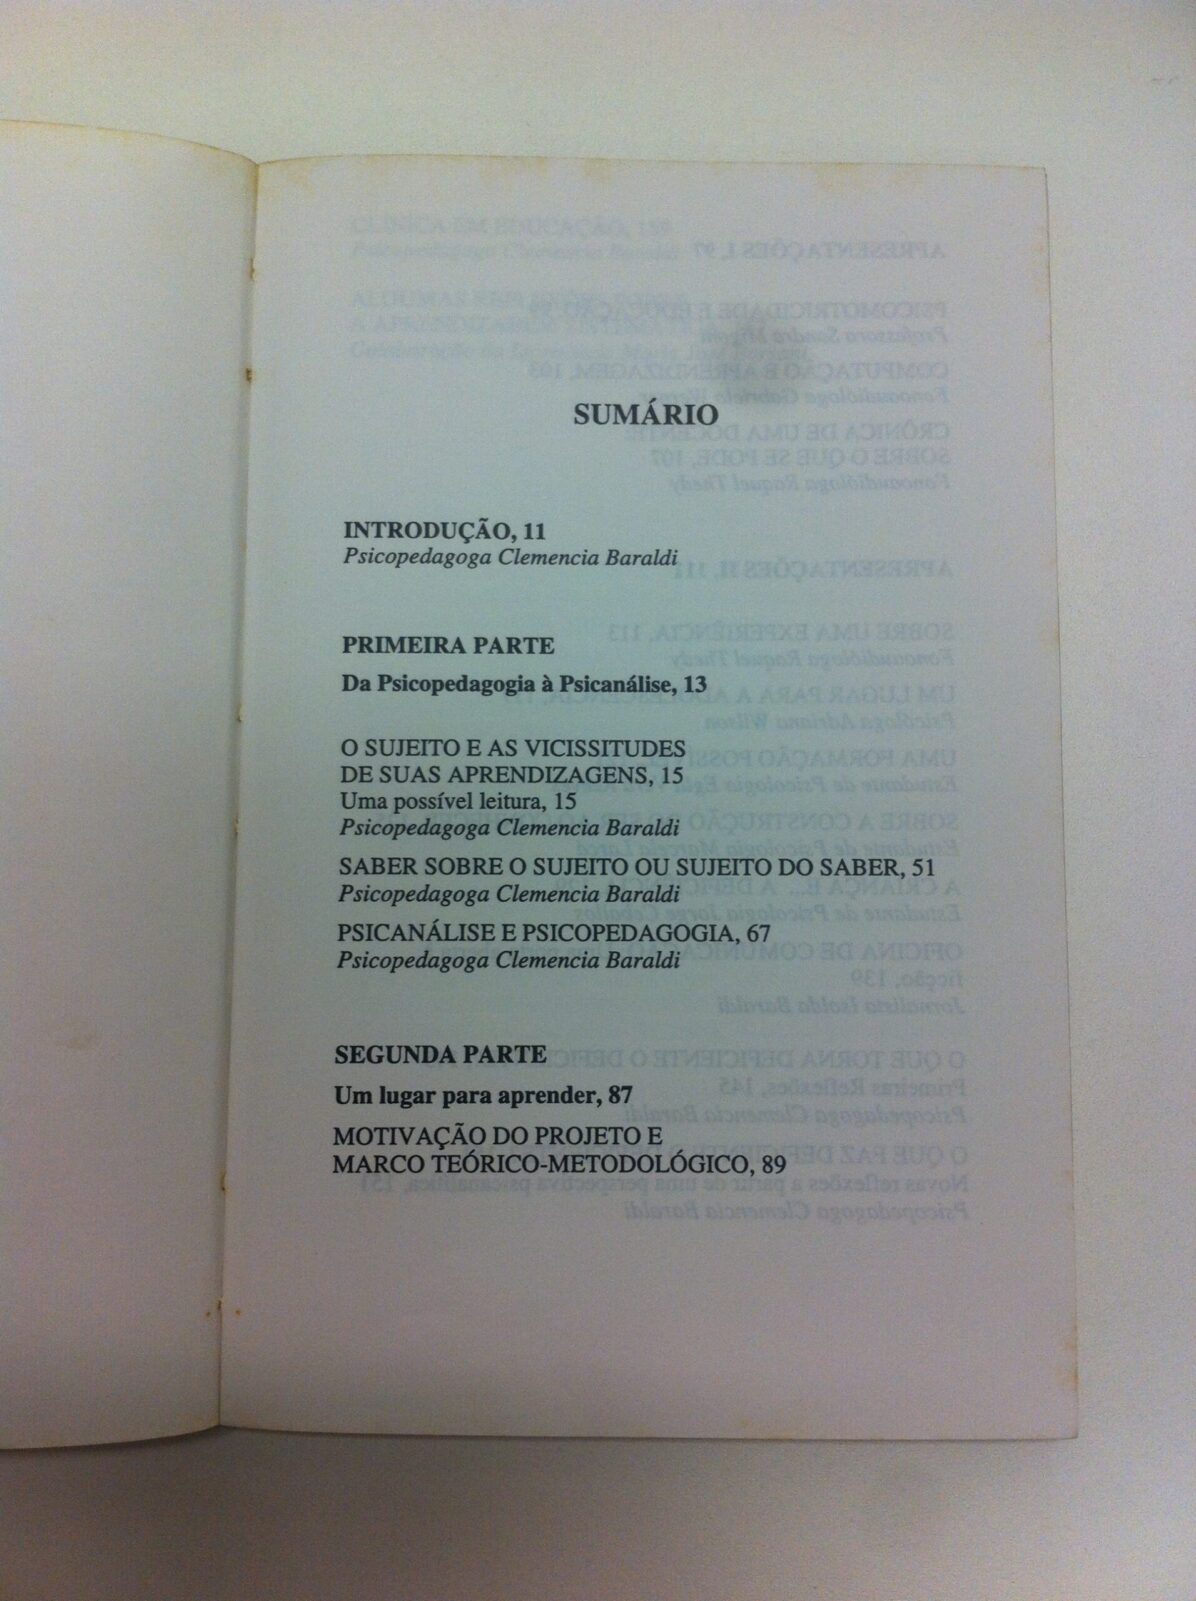 SUMÁRIO
INTRODUÇÃO, 11
Psicopedagoga Clemencia Baraldi
PRIMEIRA PARTE
Da Psicopedagogia à Psicanálise, 13
O SUJEITO E AS VICISSITUDES
DE SUAS APRENDIZAGENS, 15
Uma possível leitura, 15
Psicopedagoga Clemencia Baraldi
SABER SOBRE O SUJEITO OU SUJEITO DO SABER, 51
Psicopedagoga Clemencia Baraldi
PSICANÁLISE E PSICOPEDAGOGIA, 67
Psicopedagoga Clemencia Baraldi
SEGUNDA PARTE
Um lugar para aprender, 87
MOTIVAÇÃO DO PROJETO E
MARCO TEÓRICO-METODOLÓGICO, 89